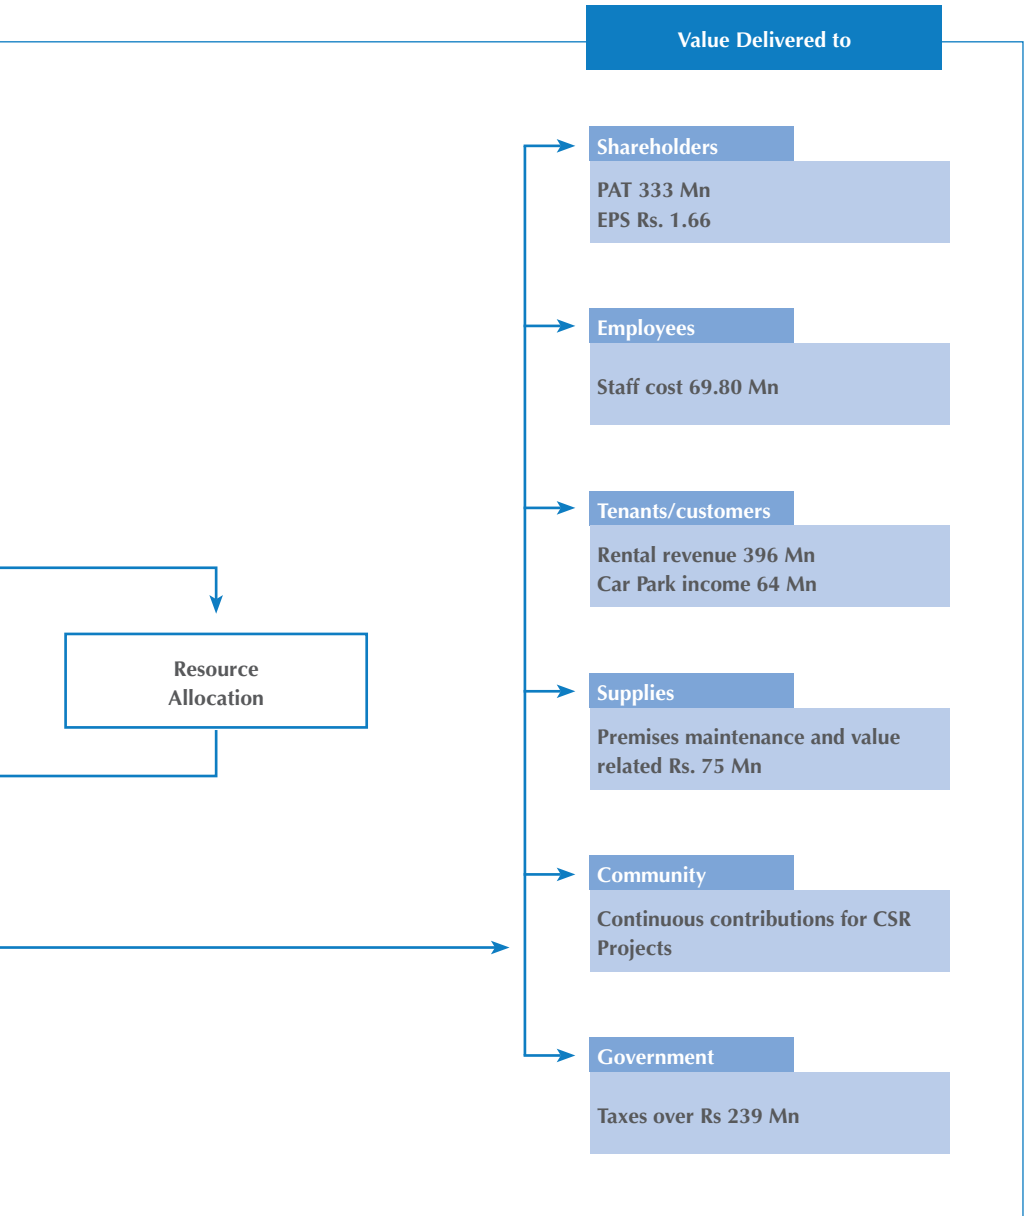 Value Delivered to
Shareholders
PAT 333 Mn
EPS Rs. 1.66
Employees
Staff cost 69.80 Mn
Tenants/customers
Rental revenue 396 Mn
Car Park income 64 Mn
Resource
Allocation
Supplies
Premises maintenance and value
related Rs. 75 Mn
Community
Continuous contributions for CSR
Projects
Government
Taxes over Rs 239 Mn